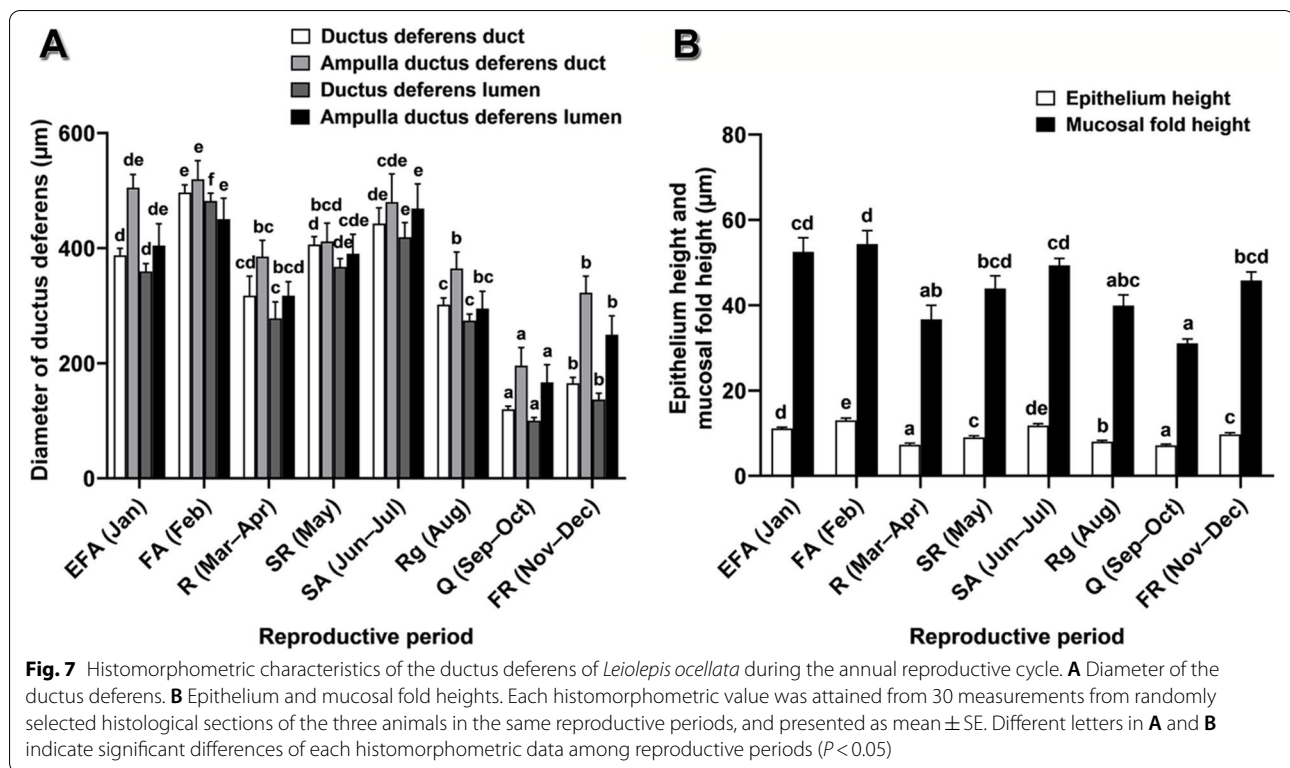 A
Ductus deferens duct
Ampulla ductus deferens duct
Ductus deferens lumen
Ampulla ductus deferens lumen
Diameter of ductus deferens (µm)
600
400
200
0
d de d de
e e f e
cd bc c bcd
d bcd de cde
de cde e e
c b c bc
a a a a
b b b b
EFA (Jan)
FA (Feb)
R (Mar–Apr)
SR (May)
SA (Jun–Jul)
Rg (Aug)
Q (Sep–Oct)
FR (Nov–Dec)
Reproductive period
B
Epithelium height
Mucosal fold height
Epithelium height and
mucosal fold height (µm)
80
60
40
20
0
d cd
e d
a ab
c bcd
de cd
b abc
a a
c bcd
EFA (Jan)
FA (Feb)
R (Mar–Apr)
SR (May)
SA (Jun–Jul)
Rg (Aug)
Q (Sep–Oct)
FR (Nov–Dec)
Reproductive period
Fig. 7 Histomorphometric characteristics of the ductus deferens of Leiolepis ocellata during the annual reproductive cycle. A Diameter of the
ductus deferens. B Epithelium and mucosal fold heights. Each histomorphometric value was attained from 30 measurements from randomly
selected histological sections of the three animals in the same reproductive periods, and presented as mean ± SE. Different letters in A and B
indicate significant differences of each histomorphometric data among reproductive periods (P < 0.05)